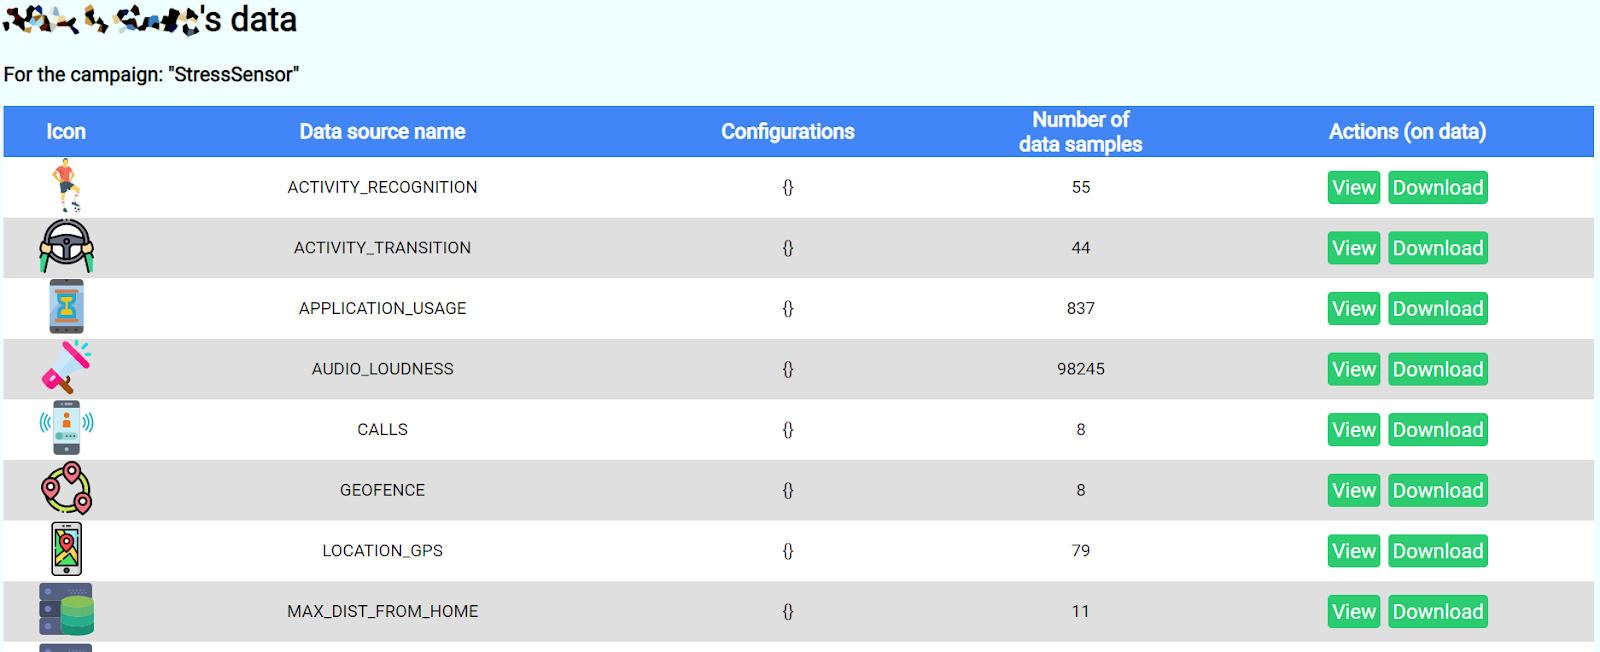 's data
For the campaign: "StressSensor"
Icon Data source name Configurations Number of data samples Actions (on data)
ACTIVITY_RECOGNITION {} 55 View Download
ACTIVITY_TRANSITION {} 44 View Download
APPLICATION_USAGE {} 837 View Download
AUDIO_LOUDNESS {} 98245 View Download
CALLS {} 8 View Download
GEOFENCE {} 8 View Download
LOCATION_GPS {} 79 View Download
MAX_DIST_FROM_HOME {} 11 View Download